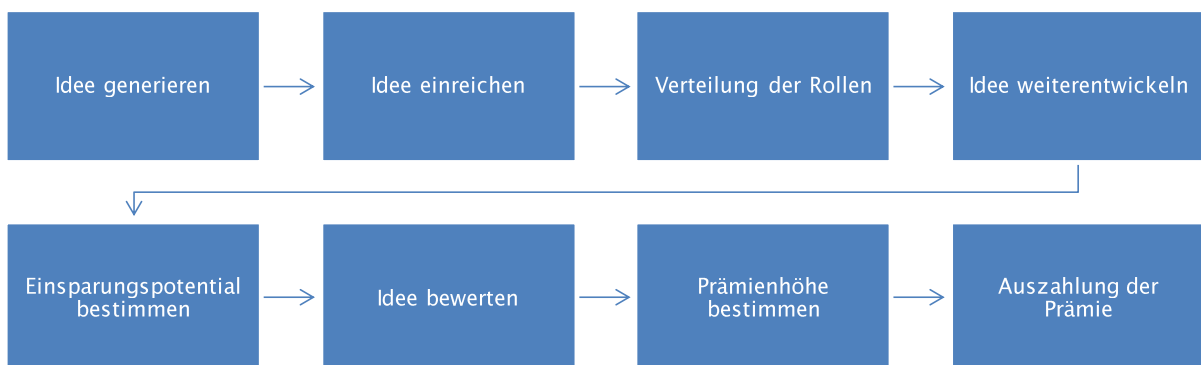 Idee generieren
Idee einreichen
Verteilung der Rollen
Idee weiterentwickeln
Einsparungspotential
bestimmen
Idee bewerten
Prämienhöhe
bestimmen
Auszahlung der
Prämie